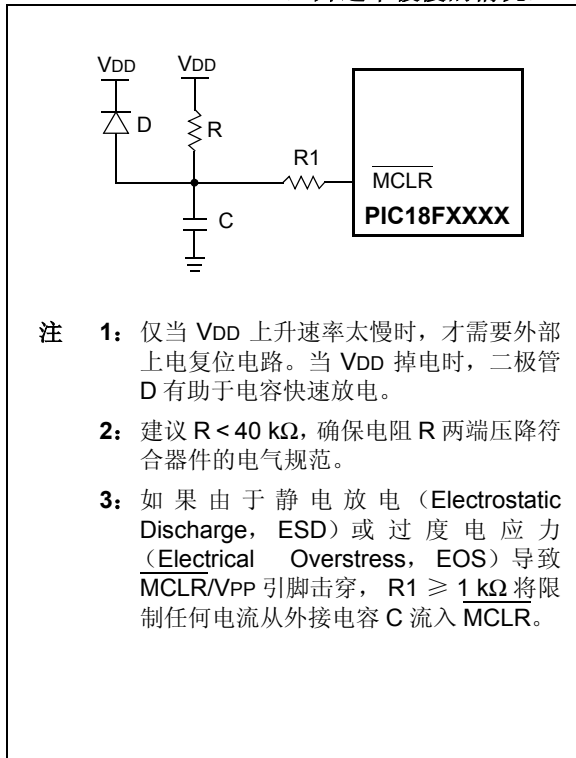 VDD VDD
D R
R1
MCLR
C
PIC18FXXXX
注 1： 仅当 VDD 上升速率太慢时，才需要外部
上电复位电路。当 VDD 掉电时，二极管
D 有助于电容快速放电。
2： 建议 R < 40 kΩ，确保电阻 R 两端压降符
合器件的电气规范。
3： 如 果 由 于 静 电 放 电 （Electrostatic
Discharge， ESD）或 过 度 电 应 力
（Electrical Overstress， EOS）导致
MCLR/VPP 引脚击穿， R1 ≥ 1 kΩ 将限
制任何电流从外接电容 C 流入 MCLR。